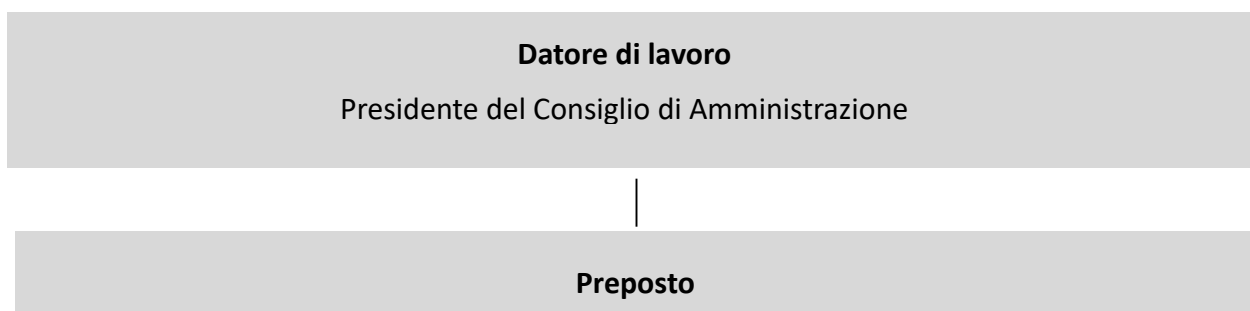 Datore di lavoro
Presidente del Consiglio di Amministrazione
Preposto